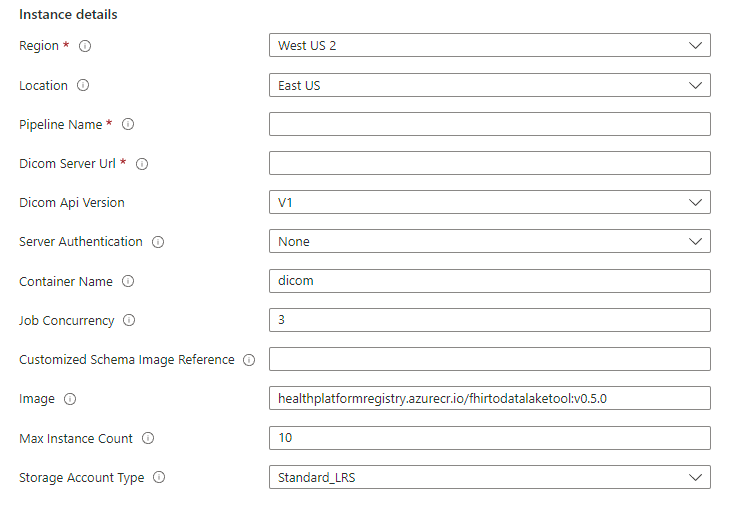 Instance details
Region * West US 2
Location East US
Pipeline Name *
Dicom Server Url *
Dicom Api Version V1
Server Authentication None
Container Name dicom
Job Concurrency 3
Customized Schema Image Reference
Image healthplatformregistry.azurecr.io/fhirtodatalaketool:v0.5.0
Max Instance Count 10
Storage Account Type Standard_LRS